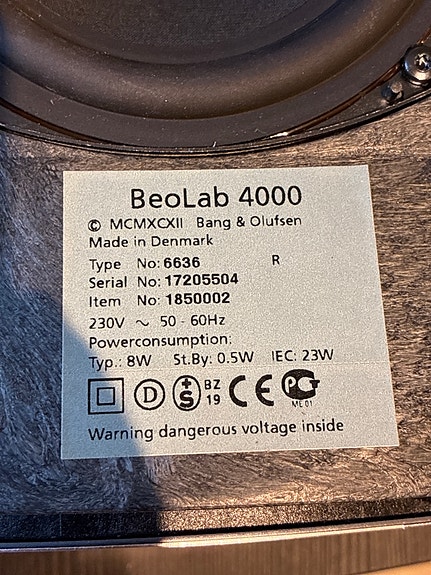 BeoLab 4000
© MCMXCXII Bang & Olufsen
Made in Denmark
Type No: 6636 R
Serial No: 17205504
Item No: 1850002
230V ~ 50 - 60Hz
Powerconsumption:
Typ.: 8W St.By: 0.5W IEC: 23W
D +S BZ 19 CE PG ME 01
Warning dangerous voltage inside